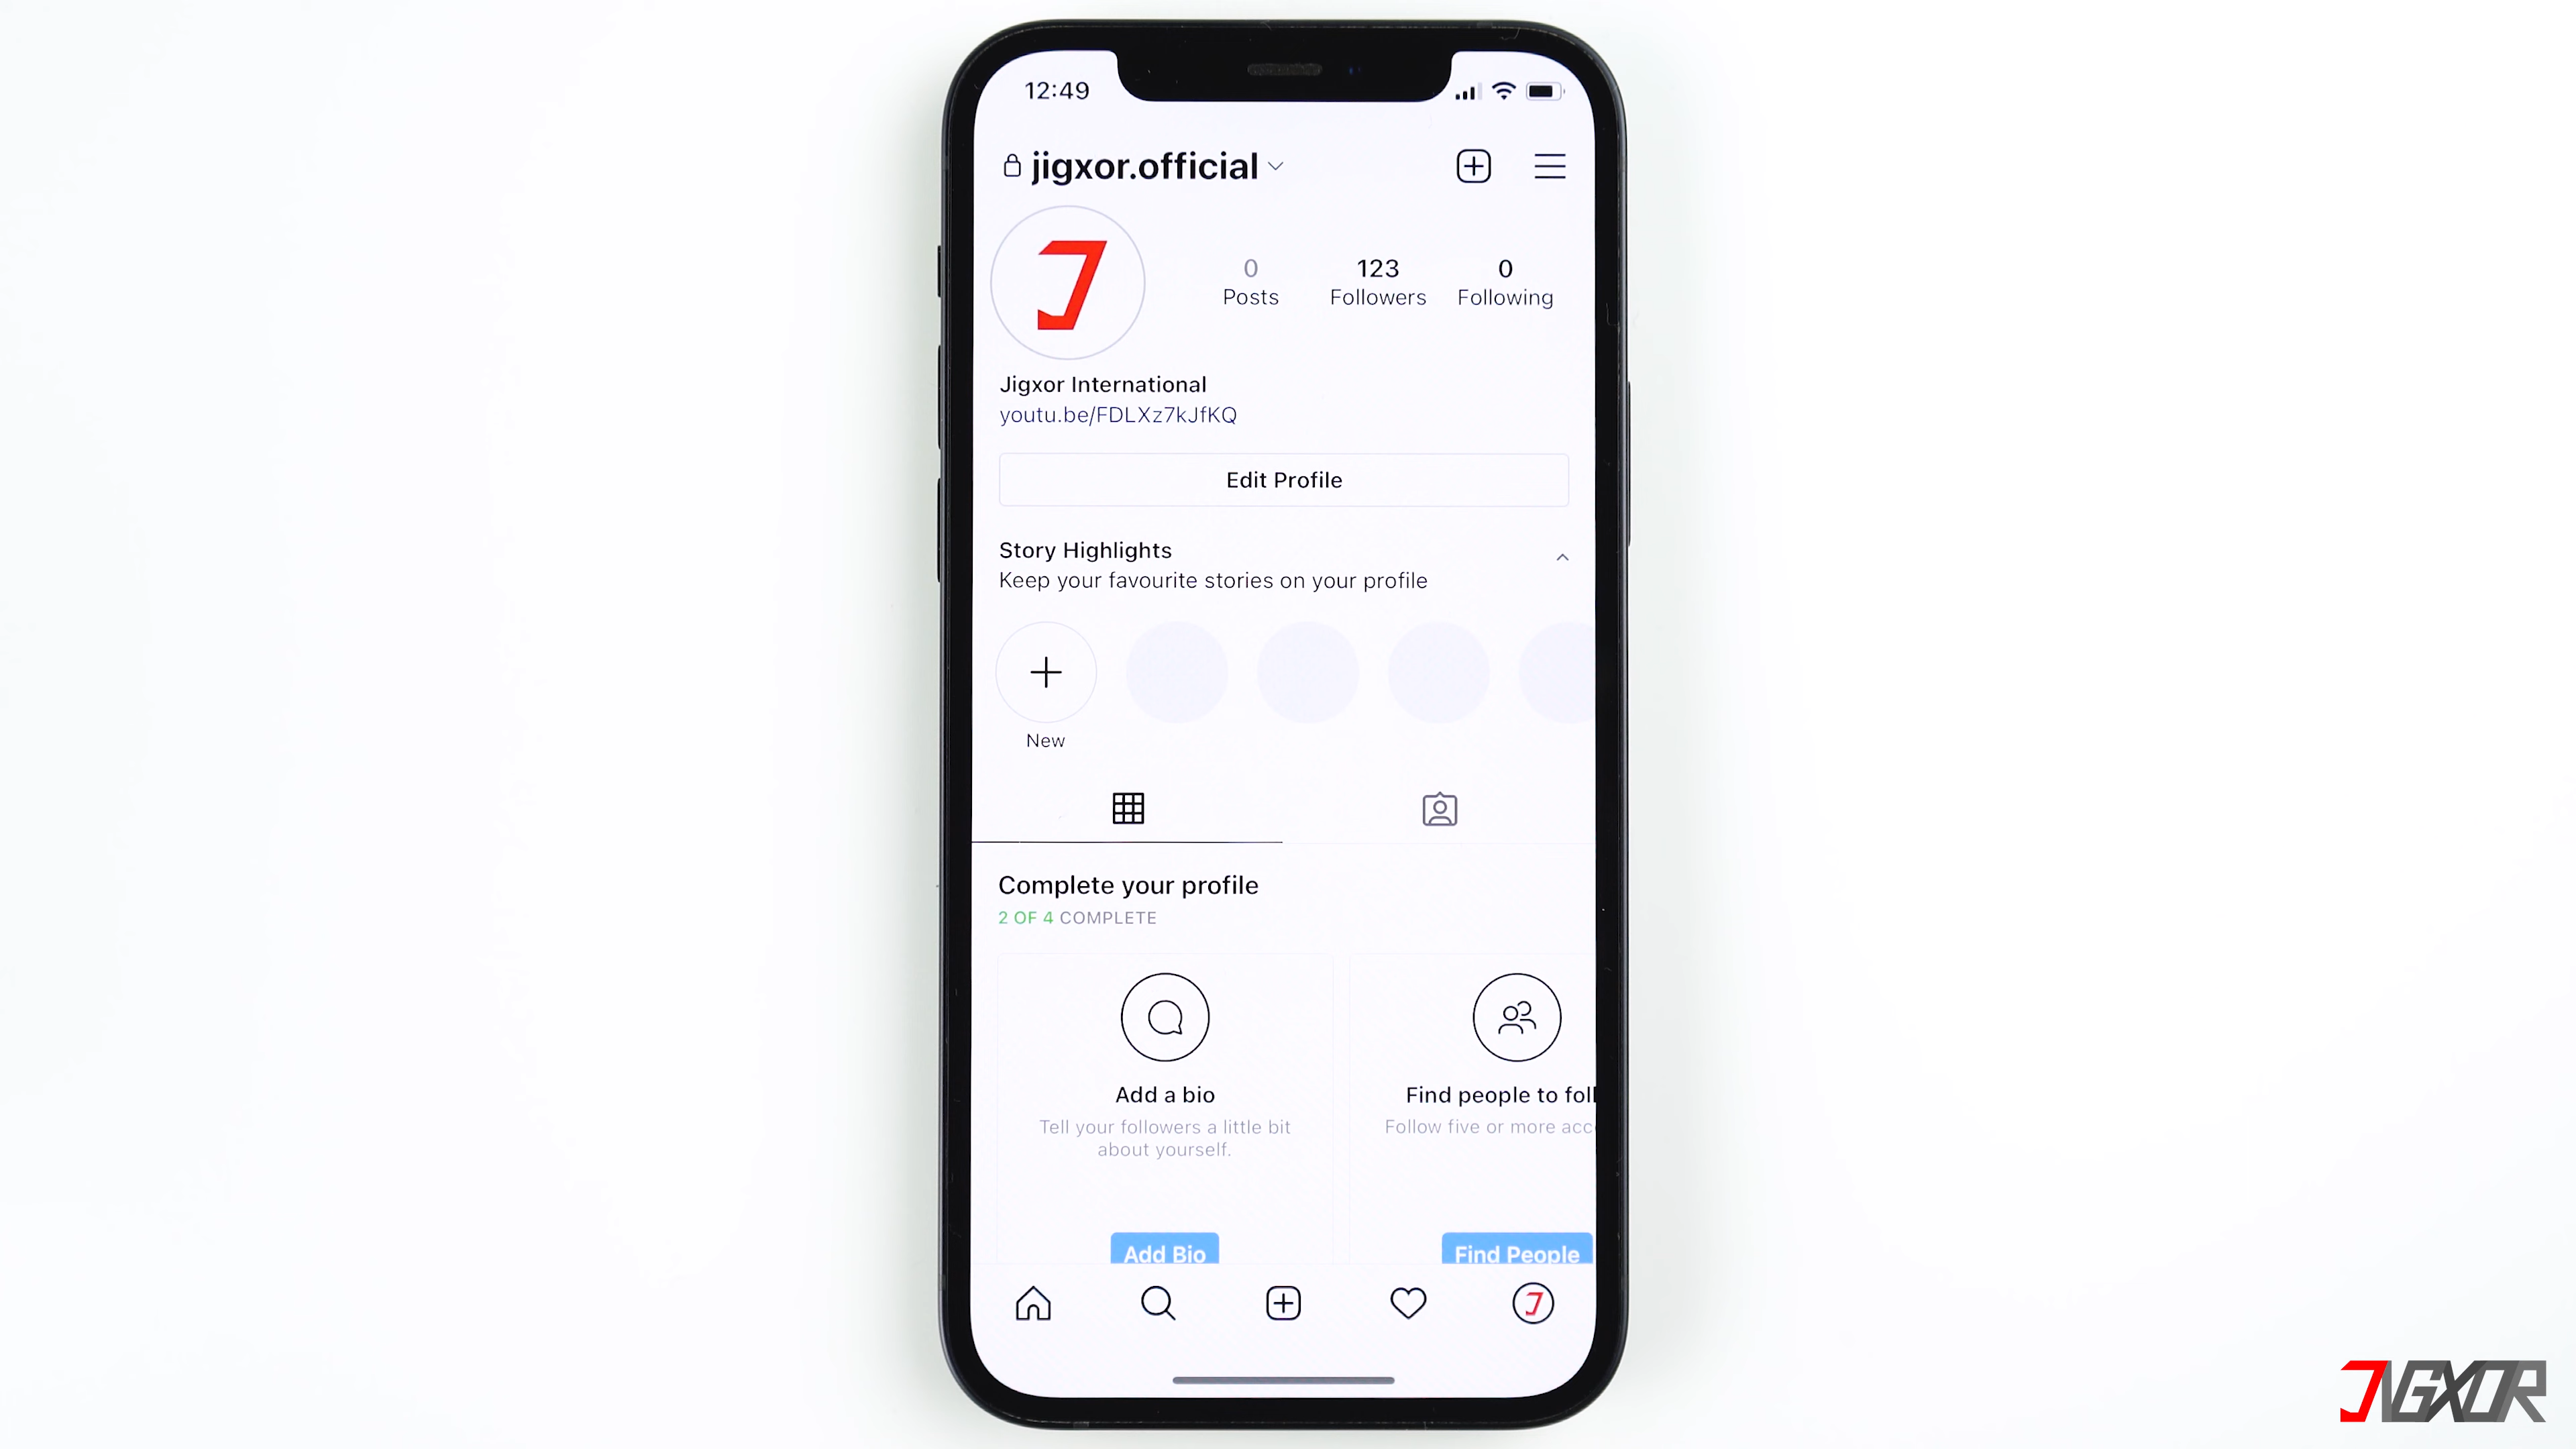 12:49
jigxor.official
0
Posts
123
Followers
0
Following
Jigxor International
youtu.be/FDLXz7kJfKQ
Edit Profile
Story Highlights
Keep your favourite stories on your profile
New
Complete your profile
2 OF 4 COMPLETE
Add a bio
Tell your followers a little bit
about yourself.
Add Bio
Find people to foll
Follow five or more acc
Find People
JIGXOR